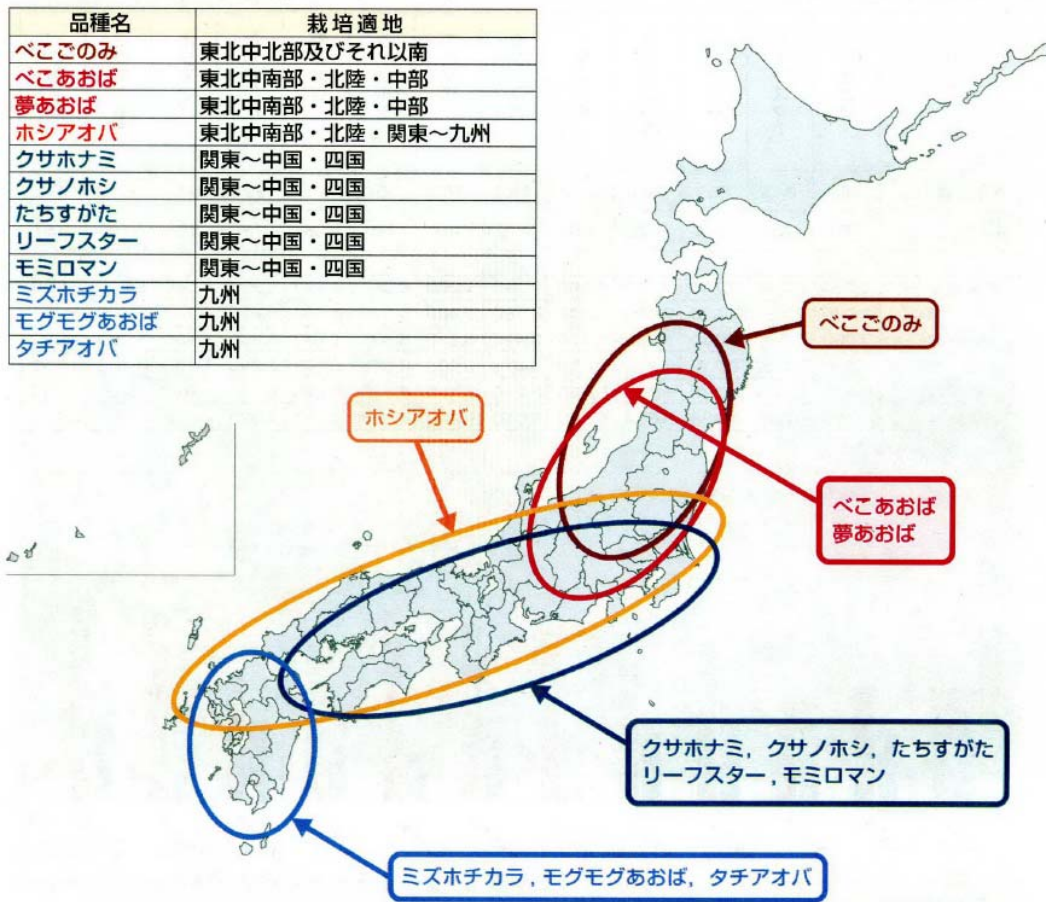 品種名 栽培適地
べこごのみ 東北中北部及びそれ以南
べこあおば 東北中南部・北陸・中部
夢あおば 東北中南部・北陸・中部
ホシアオバ 東北中南部・北陸・関東～九州
クサホナミ 関東～中国・四国
クサノホシ 関東～中国・四国
たちすがた 関東～中国・四国
リーフスター 関東～中国・四国
モミロマン 関東～中国・四国
ミズホチカラ 九州
モグモグあおば 九州
タチアオバ 九州
べこごのみ
ホシアオバ
べこあおば
夢あおば
クサホナミ，クサノホシ，たちすがた
リーフスター，モミロマン
ミズホチカラ，モグモグあおば，タチアオバ